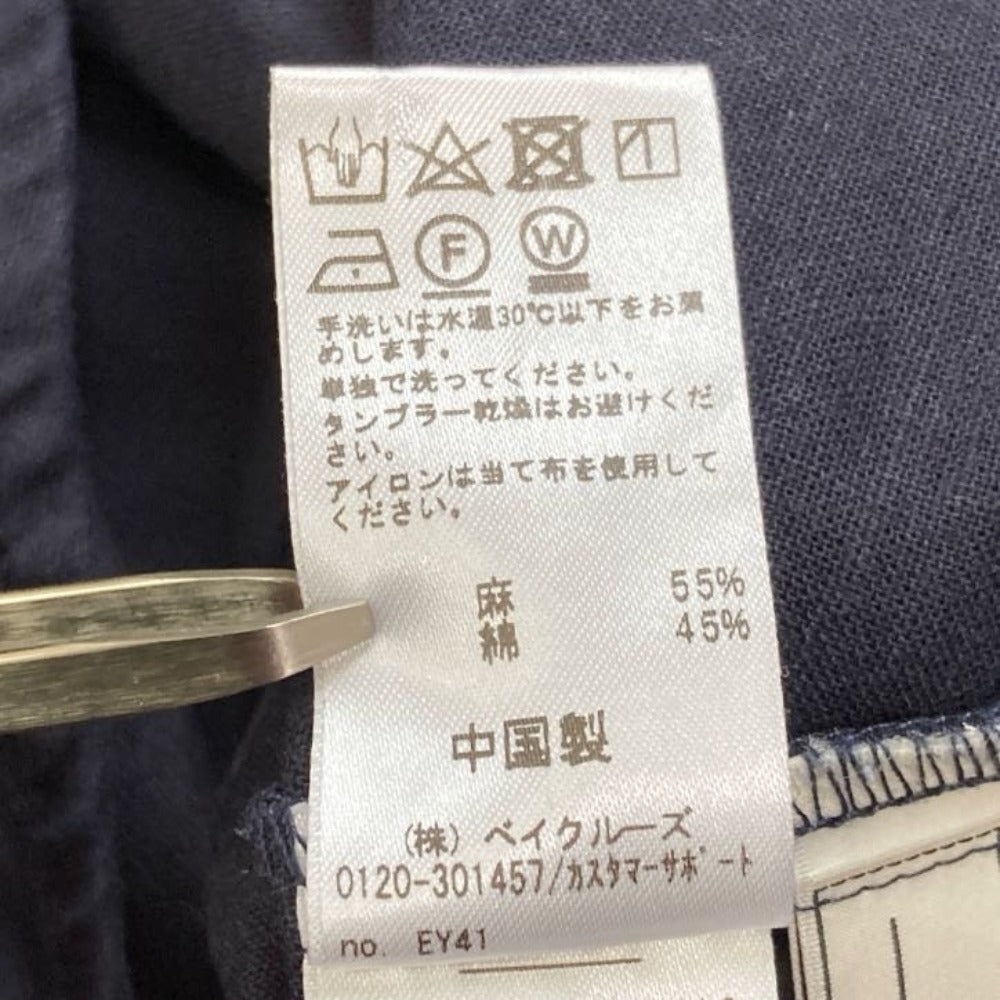 F W
手洗いは水温30℃以下をお薦
めします。
単独で洗ってください。
タンブラー乾燥はお避けくだ
さい。
アイロンは当て布を使用して
ください。
麻 55%
綿 45%
中国製
(株) ベイクルーズ
0120-301457/カスタマーサポート
no. EY41